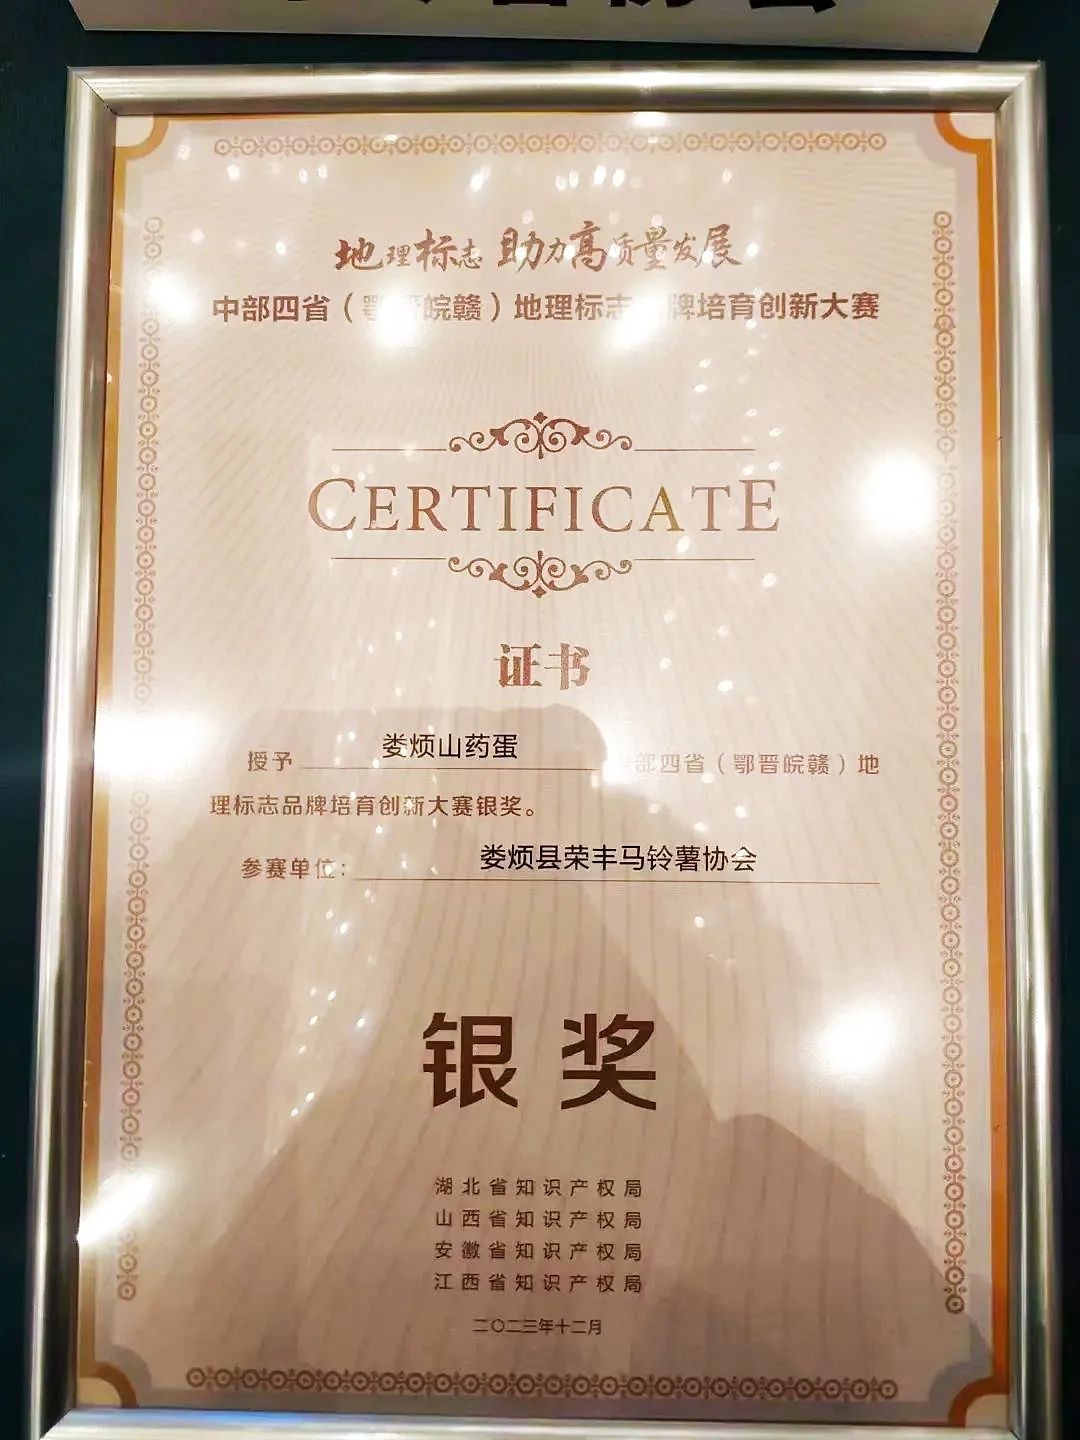 协会
地理标志 助力高质量发展
中部四省（鄂晋皖赣）地理标志 牌培育创新大赛
CERTIFICATE
证书
授予 娄烦山药蛋 中部四省（鄂晋皖赣）地
理标志品牌培育创新大赛银奖。
参赛单位： 娄烦县荣丰马铃薯协会
银奖
湖北省知识产权局
山西省知识产权局
安徽省知识产权局
江西省知识产权局
二〇二三年十二月